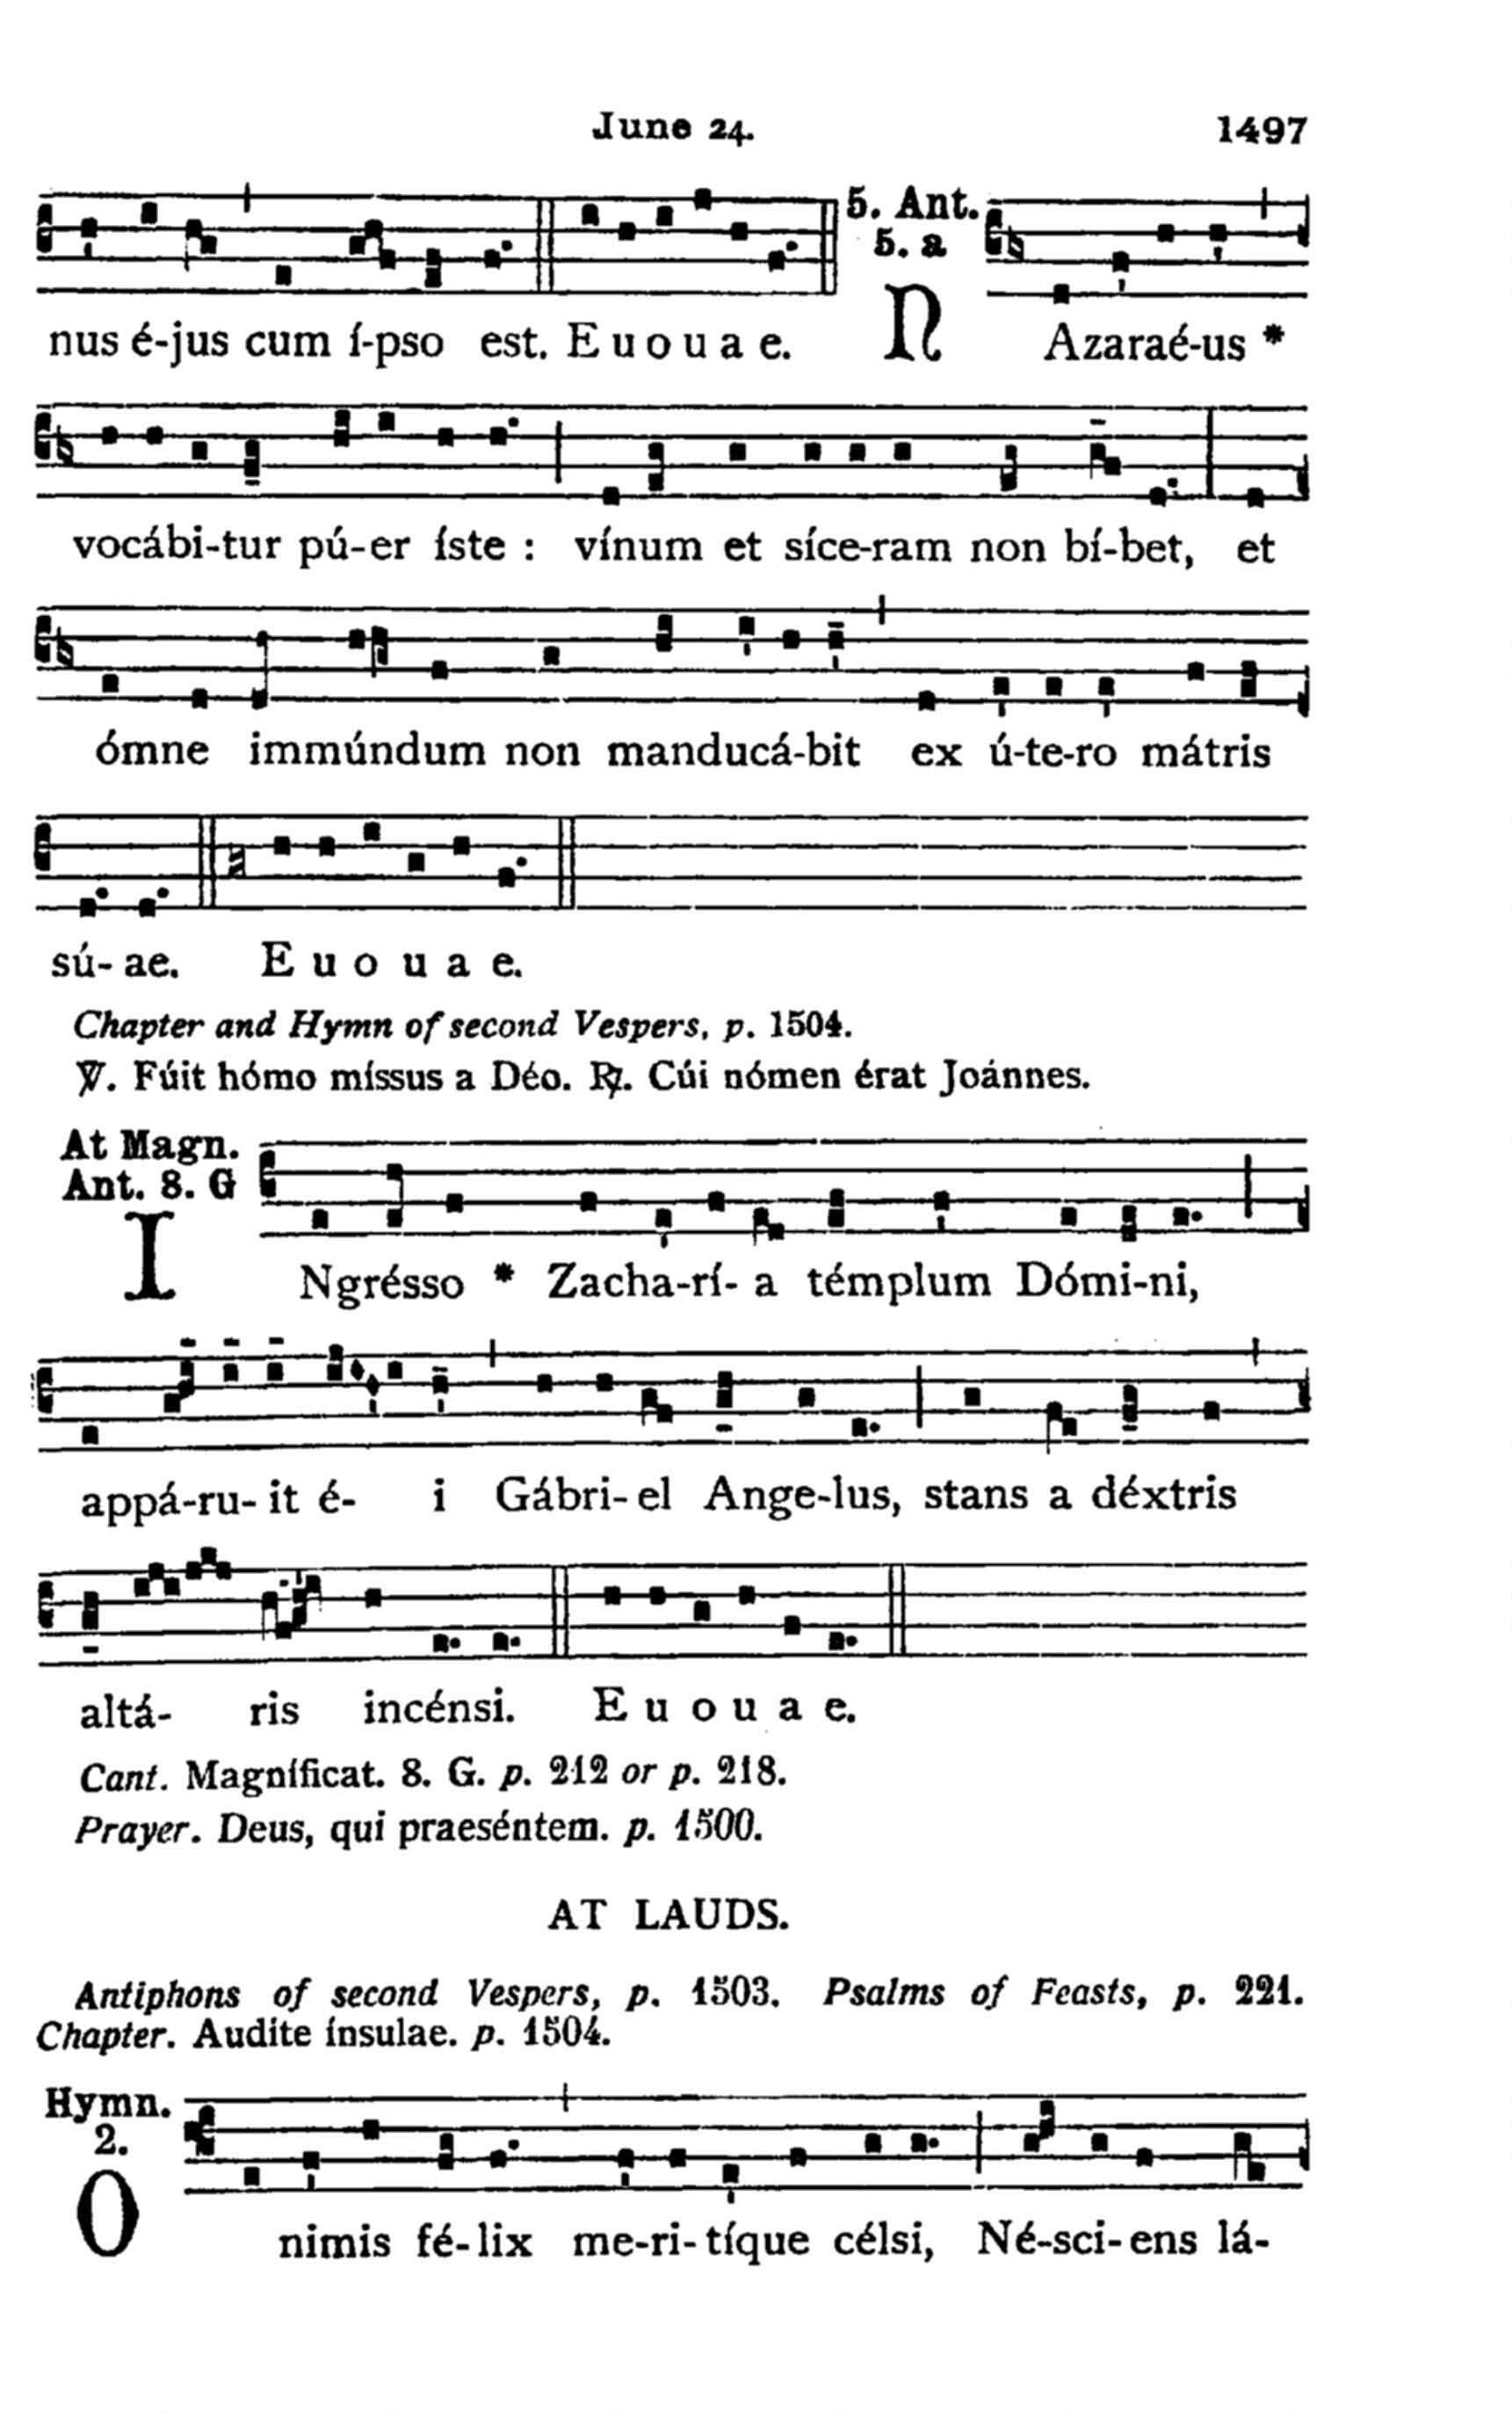 June 24. 1497
5. Ant.
5. a
nus é-jus cum í-pso est. E u o u a e. N Azaraé-us *
vocábi-tur pú-er íste : vínum et síce-ram non bí-bet, et
ómne immúndum non manducá-bit ex ú-te-ro mátris
sú- ae. E u o u a e.
Chapter and Hymn of second Vespers, p. 1504.
℣. Fúit hómo míssus a Déo. ℟. Cúi nómen érat Joánnes.
At Magn.
Ant. 8. G
I Ngrésso * Zacha-rí- a témplum Dómi-ni,
appá-ru- it é- i Gábri- el Ange-lus, stans a déxtris
altá- ris incénsi. E u o u a e.
Cant. Magníficat. 8. G. p. 212 or p. 218.
Prayer. Deus, qui praeséntem. p. 1500.
AT LAUDS.
Antiphons of second Vespers, p. 1503. Psalms of Feasts, p. 221.
Chapter. Audite ínsulae. p. 1504.
Hymn.
2.
O nimis fé-lix me-ri-tíque célsi, Né-sci-ens lá-